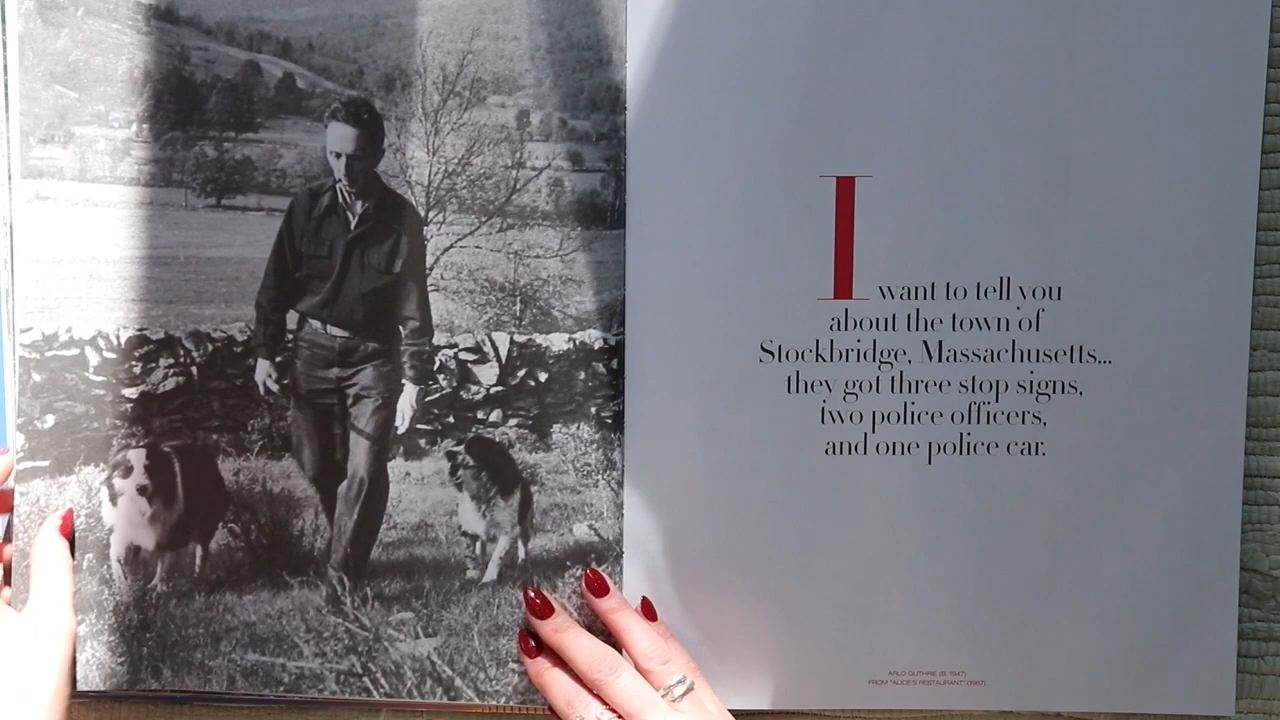 I want to tell you
about the town of
Stockbridge, Massachusetts...
they got three stop signs,
two police officers,
and one police car.
ARLO GUTHRIE (B. 1947)
FROM "ALICE'S RESTAURANT" (1967)